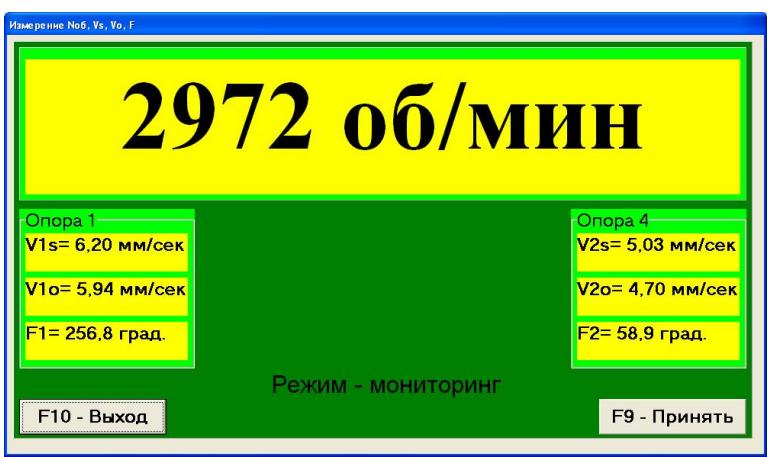 Измерение Nоб, Vs, Vo, F
2972 об/мин
Опора 1
V1s= 6,20 мм/сек
V1o= 5,94 мм/сек
F1= 256,8 град.
Опора 4
V2s= 5,03 мм/сек
V2o= 4,70 мм/сек
F2= 58,9 град.
Режим - мониторинг
F10 - Выход
F9 - Принять